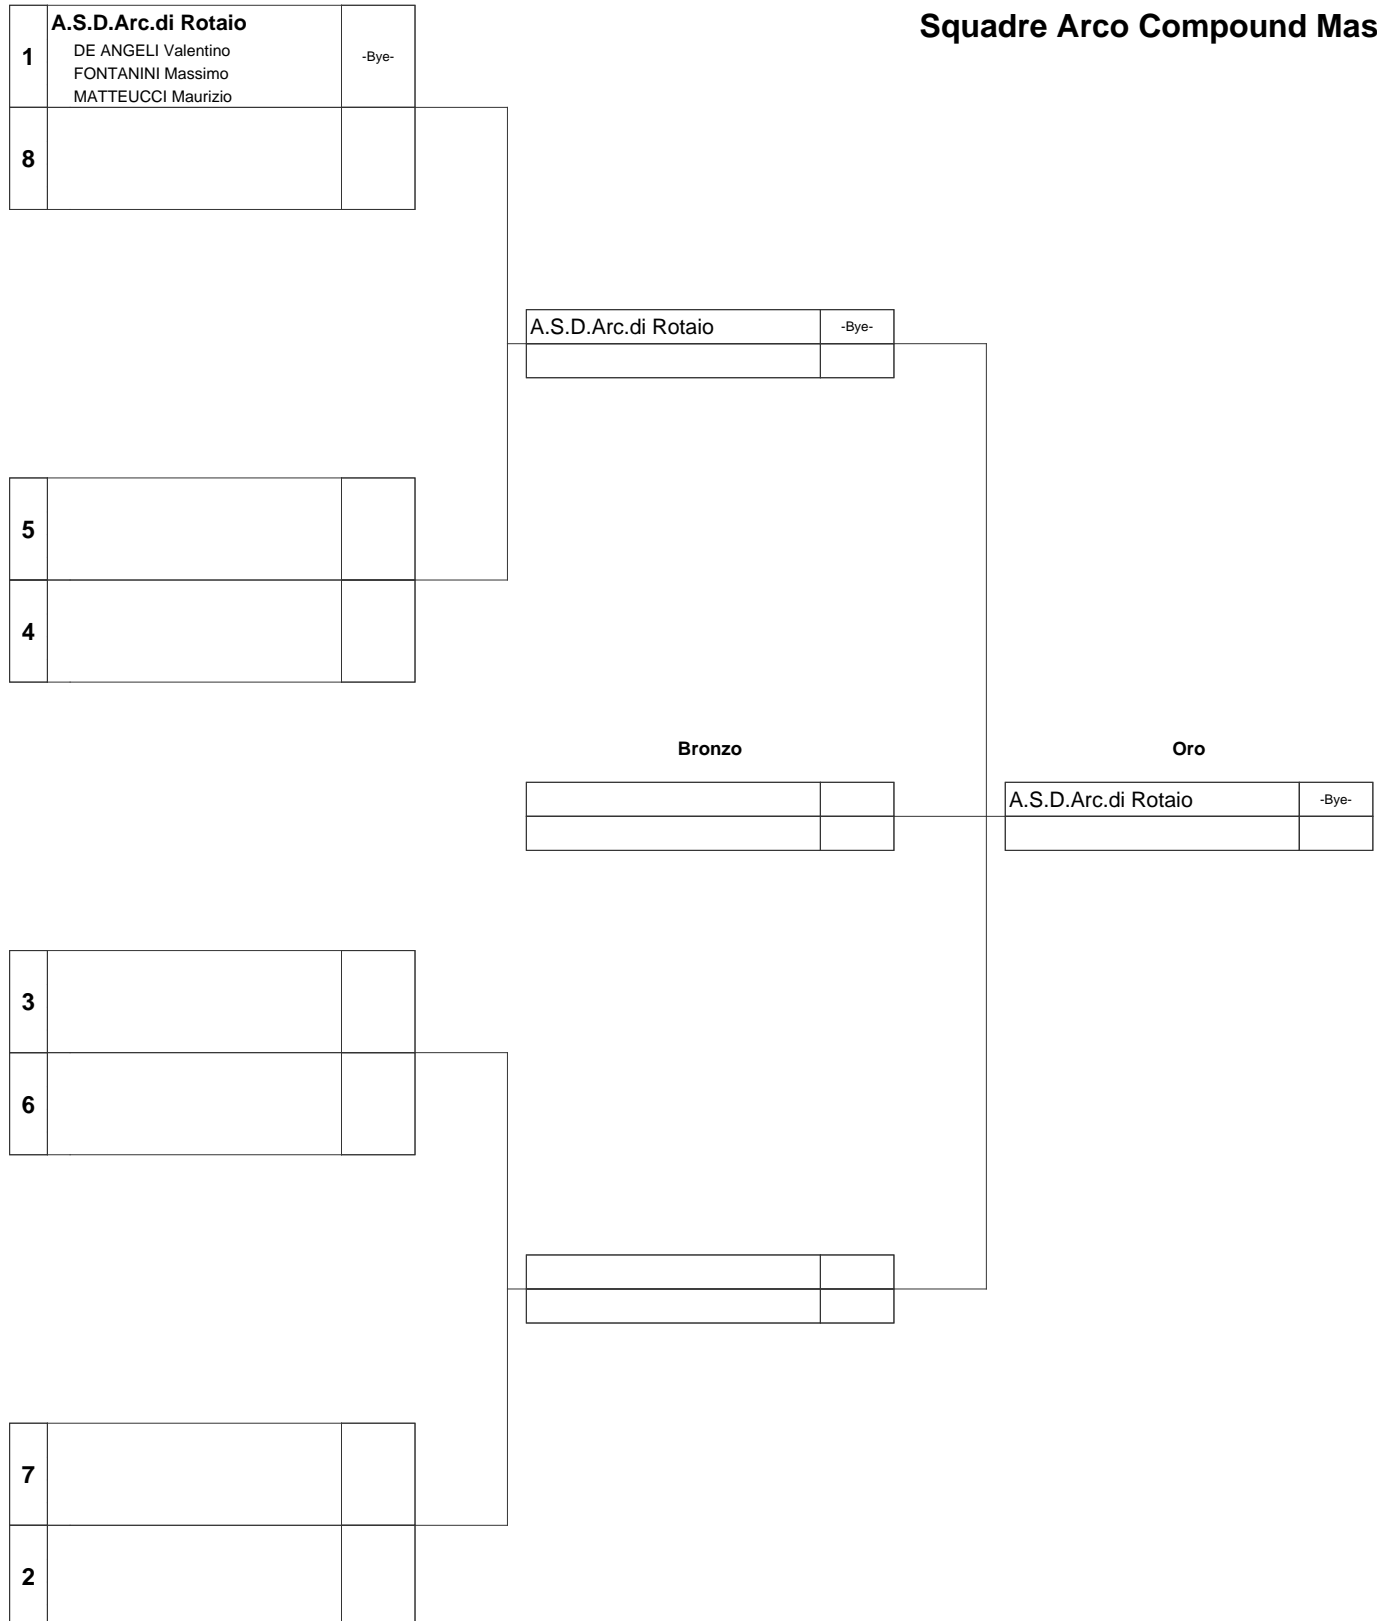 Squadre Arco Compound Mas
1
A.S.D.Arc.di Rotaio
DE ANGELI Valentino
FONTANINI Massimo
MATTEUCCI Maurizio
-Bye-
8
A.S.D.Arc.di Rotaio -Bye-
5
4
Bronzo
Oro
A.S.D.Arc.di Rotaio -Bye-
3
6
7
2